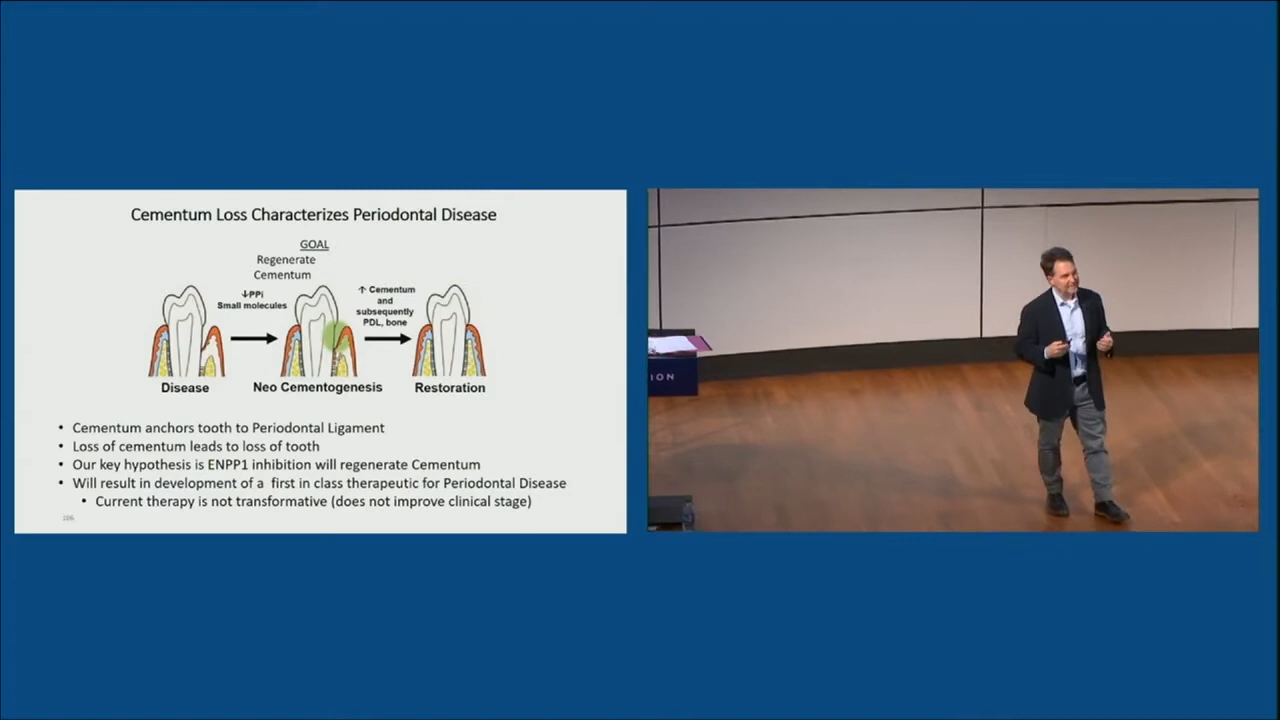 Cementum Loss Characterizes Periodontal Disease
GOAL
Regenerate
Cementum
↓PPi
Small molecules
↑ Cementum
and
subsequently
PDL, bone
Disease
Neo Cementogenesis
Restoration
• Cementum anchors tooth to Periodontal Ligament
• Loss of cementum leads to loss of tooth
• Our key hypothesis is ENPP1 inhibition will regenerate Cementum
• Will result in development of a first in class therapeutic for Periodontal Disease
• Current therapy is not transformative (does not improve clinical stage)
ION